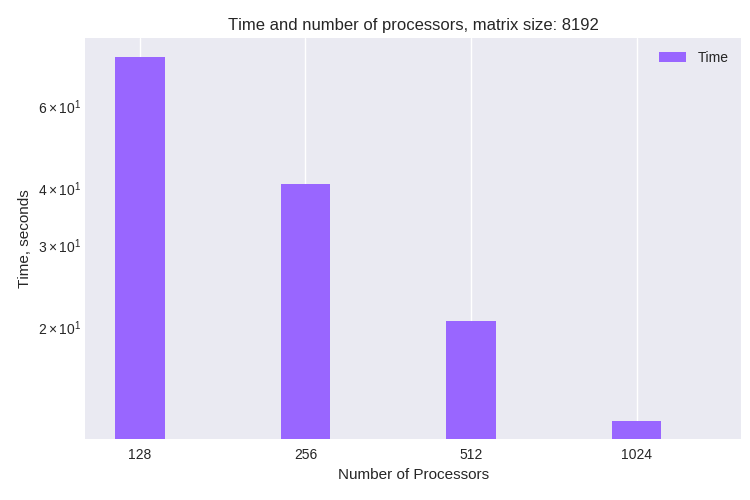 Time and number of processors, matrix size: 8192
Time
6 × 10¹
4 × 10¹
3 × 10¹
2 × 10¹
Time, seconds
128 256 512 1024
Number of Processors